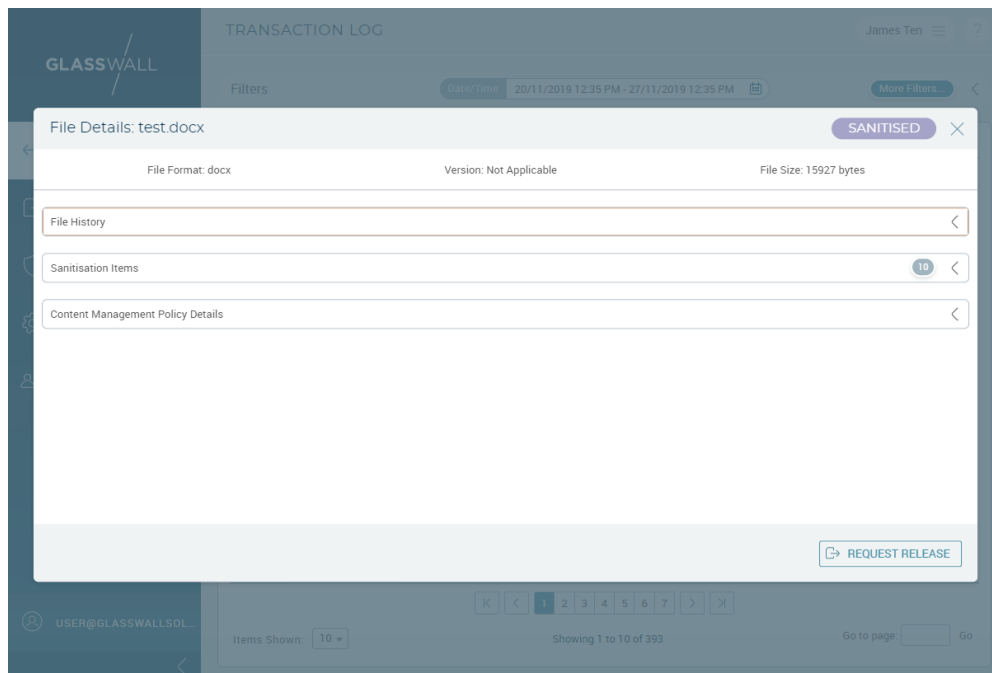 TRANSACTION LOG
James Ten
?
GLASSWALL
Filters
Date/Time 20/11/2019 12:35 PM - 27/11/2019 12:35 PM
More Filters...
File Details: test.docx
SANITISED
File Format: docx
Version: Not Applicable
File Size: 15927 bytes
File History
Sanitisation Items
10
Content Management Policy Details
REQUEST RELEASE
1 2 3 4 5 6 7
USER@GLASSWALLSOL...
Items Shown: 10
Showing 1 to 10 of 393
Go to page: Go